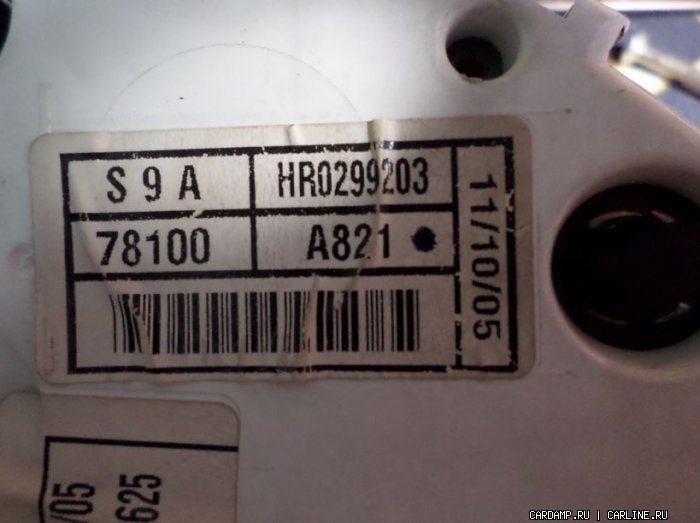 S 9 A
HR0299203
78100
A821
11/10/05
/05
625
CARDAMP.RU | CARLINE.RU